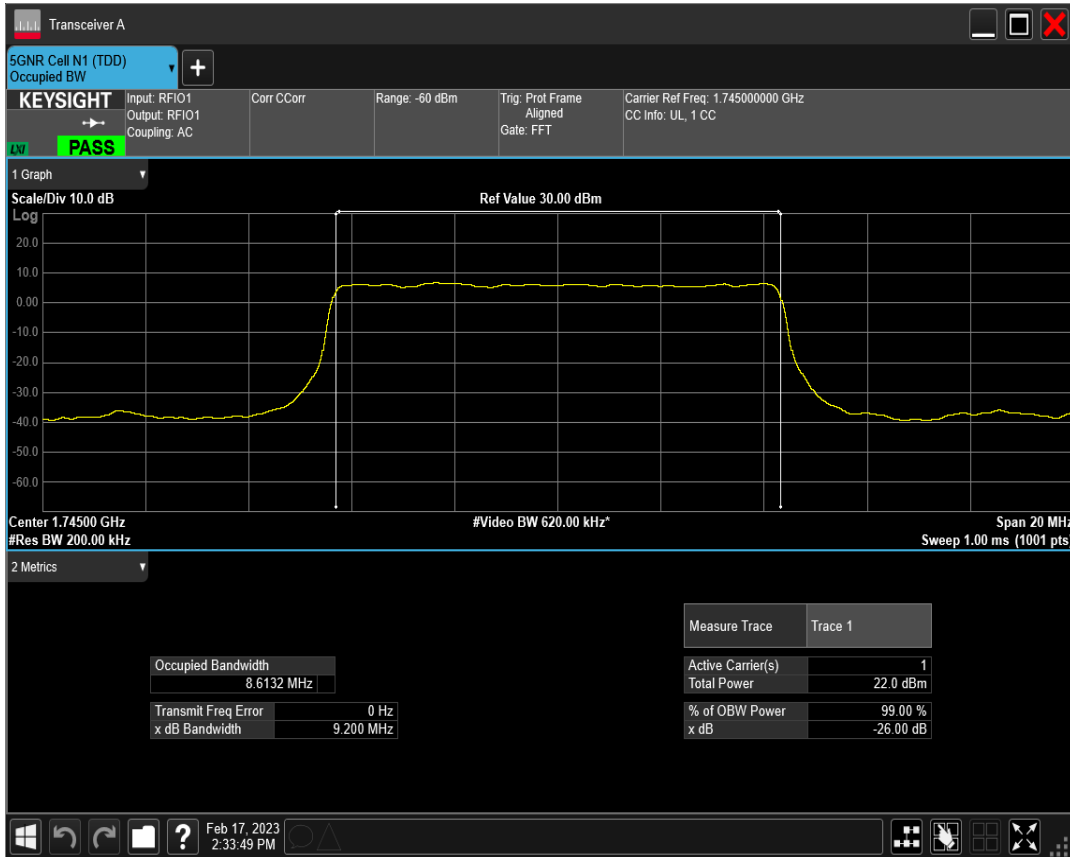 Transceiver A
5GNR Cell N1 (TDD)
Occupied BW
+
KEYSIGHT
LXI
PASS
Input: RFIO1
Output: RFIO1
Coupling: AC
Corr CCorr
Range: -60 dBm
Trig: Prot Frame
Aligned
Gate: FFT
Carrier Ref Freq: 1.745000000 GHz
CC Info: UL, 1 CC
1 Graph
Scale/Div 10.0 dB
Ref Value 30.00 dBm
Log
20.0
10.0
0.00
-10.0
-20.0
-30.0
-40.0
-50.0
-60.0
Center 1.74500 GHz
#Video BW 620.00 kHz*
Span 20 MHz
#Res BW 200.00 kHz
Sweep 1.00 ms (1001 pts)
2 Metrics
Measure Trace Trace 1
Occupied Bandwidth
8.6132 MHz
Active Carrier(s) 1
Total Power 22.0 dBm
Transmit Freq Error 0 Hz
x dB Bandwidth 9.200 MHz
% of OBW Power 99.00 %
x dB -26.00 dB
?
Feb 17, 2023
2:33:49 PM